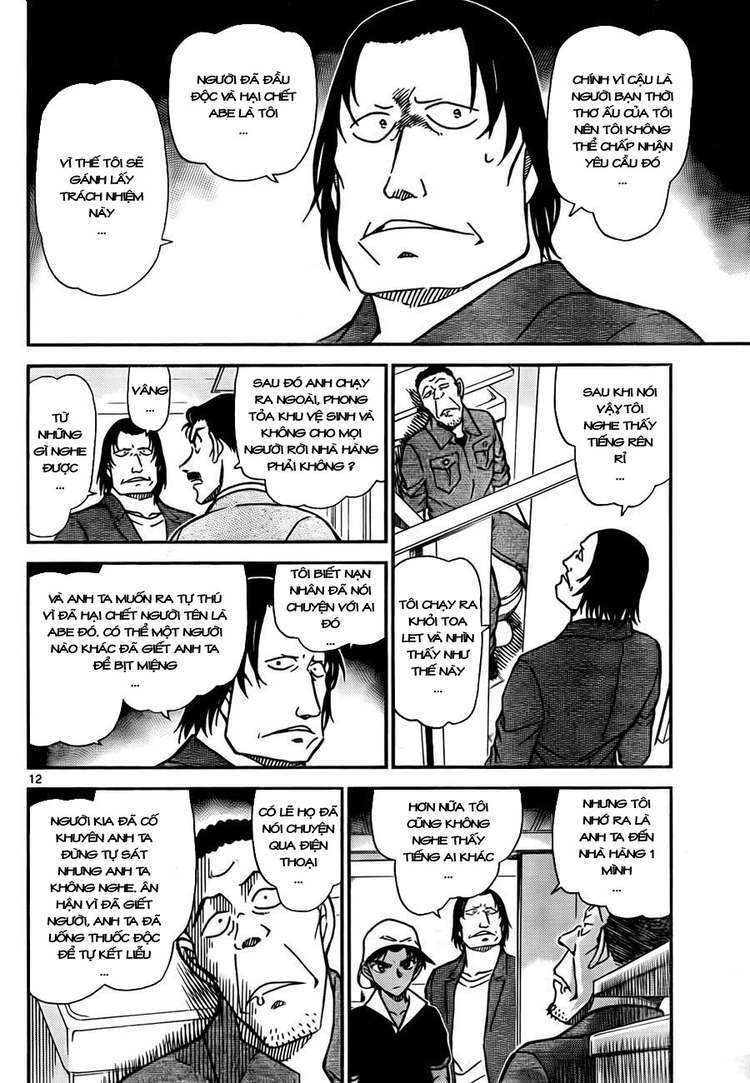 CHÍNH VÌ CẬU LÀ
NGƯỜI BẠN THỜI
THƠ ẤU CỦA TÔI
NÊN TÔI KHÔNG
THỂ CHẤP NHẬN
YÊU CẦU ĐÓ
...
NGƯỜI ĐÃ ĐẦU
ĐỘC VÀ HẠI CHẾT
ABE LÀ TÔI
...
VÌ THẾ TÔI SẼ
GÁNH LẤY
TRÁCH NHIỆM
NÀY
...
SAU KHI NÓI
VẬY, TÔI
NGHE THẤY
TIẾNG RÊN
RỈ
...
TÔI CHẠY RA
KHỎI TOA
LET VÀ NHÌN
THẤY NHƯ
THẾ NÀY
...
SAU ĐÓ ANH CHẠY
RA NGOÀI, PHONG
TỎA KHU VỆ SINH VÀ
KHÔNG CHO MỌI
NGƯỜI RỜI NHÀ HÀNG
PHẢI KHÔNG ?
VÂNG
...
TỪ
NHỮNG
GÌ NGHE
ĐƯỢC
...
TÔI BIẾT NẠN
NHÂN ĐÃ NÓI
CHUYỆN VỚI AI
ĐÓ
...
VÀ ANH TA MUỐN RA TỰ THÚ
VÌ ĐÃ HẠI CHẾT NGƯỜI TÊN LÀ
ABE ĐÓ, CÓ THỂ MỘT NGƯỜI
NÀO KHÁC ĐÃ GIẾT ANH TA
ĐỂ BỊT MIỆNG
...
12
NHƯNG TÔI
NHỚ RA LÀ
ANH TA ĐẾN
NHÀ HÀNG 1
MÌNH
...
HƠN NỮA TÔI
CŨNG KHÔNG
NGHE THẤY
TIẾNG AI KHÁC
...
CÓ LẼ HỌ ĐÃ
NÓI CHUYỆN
QUA ĐIỆN
THOẠI
...
NGƯỜI KIA ĐÃ CỐ
KHUYÊN ANH TA
ĐỪNG TỰ SÁT
NHƯNG ANH TA
KHÔNG NGHE. ÂN
HẬN VÌ ĐÃ GIẾT
NGƯỜI, ANH TA ĐÃ
UỐNG THUỐC ĐỘC
ĐỂ TỰ KẾT LIỄU
...